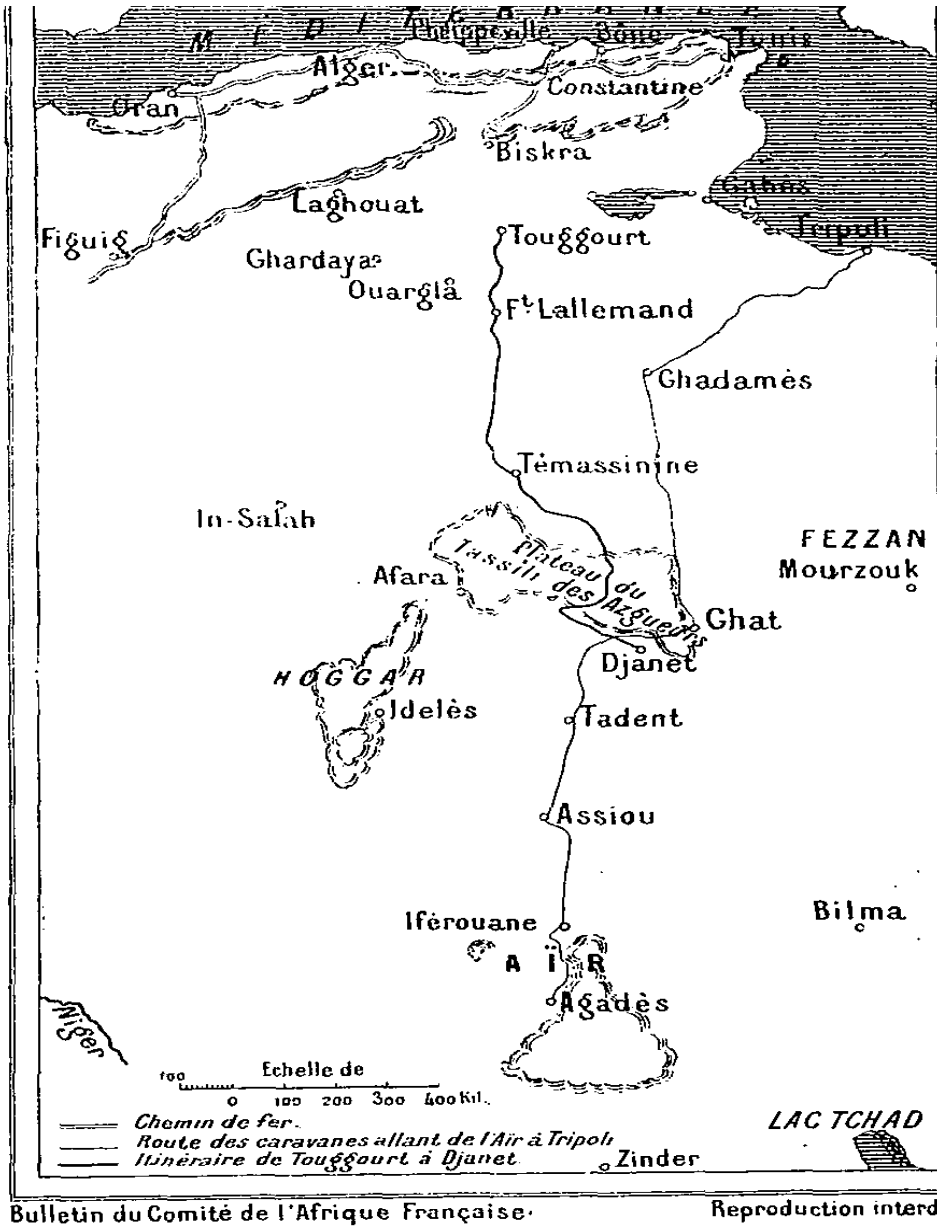 MÉDITERRANÉE
Philippeville
Bône
Tunis
Alger
Oran
Constantine
Biskra
Laghouat
Gabès
Figuig
Touggourt
Tripoli
Ghardaya
Ouarglâ
Ft. Lallemand
Ghadamès
Témassinine
In-Salah
FEZZAN
Mourzouk
Plateau du
Tassili des Azgueurs
Afara
Ghat
Djanet
HOGGAR
Idelès
Tadent
Assiou
Iférouane
Bilma
AÏR
Agadès
Niger
Echelle de
100 0 100 200 300 400 Kil.
Chemin de fer.
Route des caravanes allant de l'Aïr à Tripoli
Itinéraire de Touggourt à Djanet
LAC TCHAD
Zinder
Bulletin du Comité de l'Afrique Française.
Reproduction interd